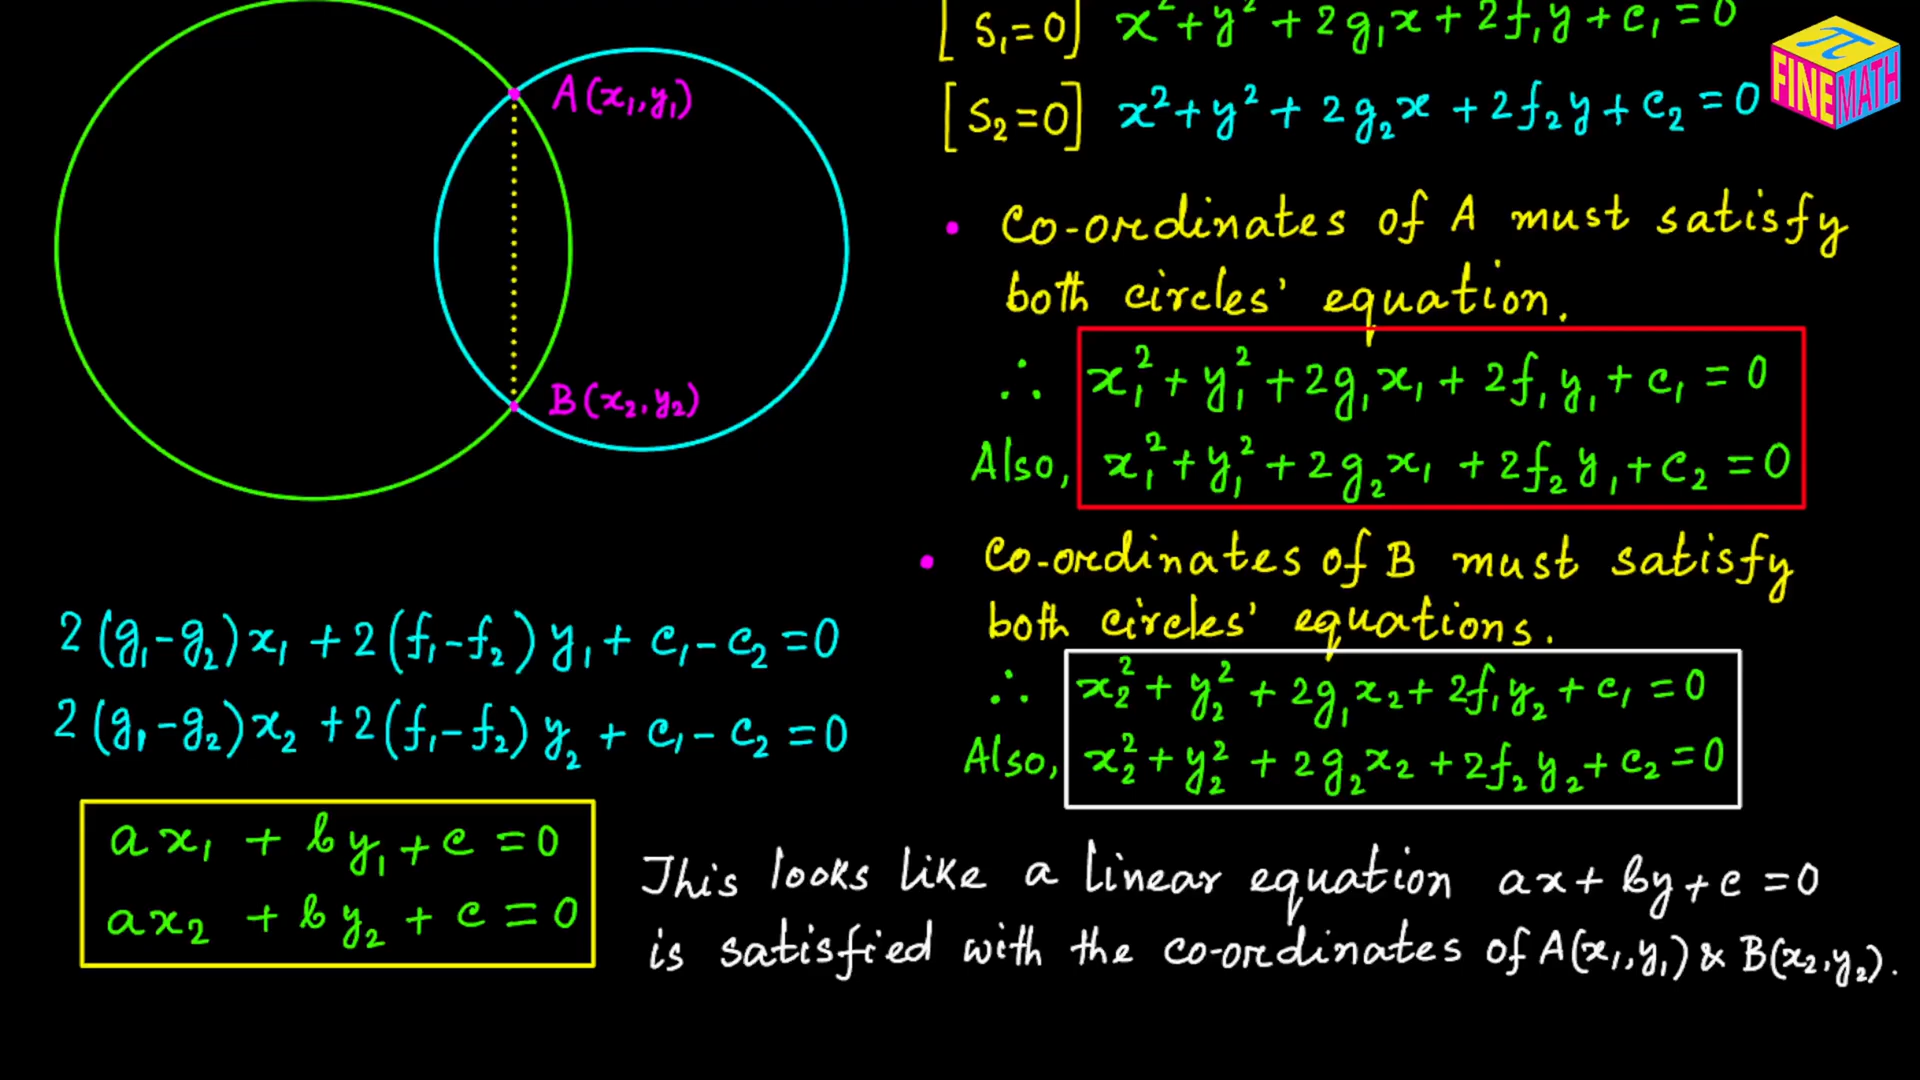 [S₁=0] x²+y²+2g₁x+2f₁y+c₁=0
[S₂=0] x²+y²+2g₂x+2f₂y+c₂=0
π
FINE MATH
A(x₁,y₁)
B(x₂,y₂)
• Co-ordinates of A must satisfy
both circles' equation.
∴ x₁²+y₁²+2g₁x₁+2f₁y₁+c₁=0
Also, x₁²+y₁²+2g₂x₁+2f₂y₁+c₂=0
• Co-ordinates of B must satisfy
both circles' equations.
∴ x₂²+y₂²+2g₁x₂+2f₁y₂+c₁=0
Also, x₂²+y₂²+2g₂x₂+2f₂y₂+c₂=0
2(g₁-g₂)x₁+2(f₁-f₂)y₁+c₁-c₂=0
2(g₁-g₂)x₂+2(f₁-f₂)y₂+c₁-c₂=0
ax₁+by₁+c=0
ax₂+by₂+c=0
This looks like a linear equation ax+by+c=0
is satisfied with the co-ordinates of A(x₁,y₁) & B(x₂,y₂).